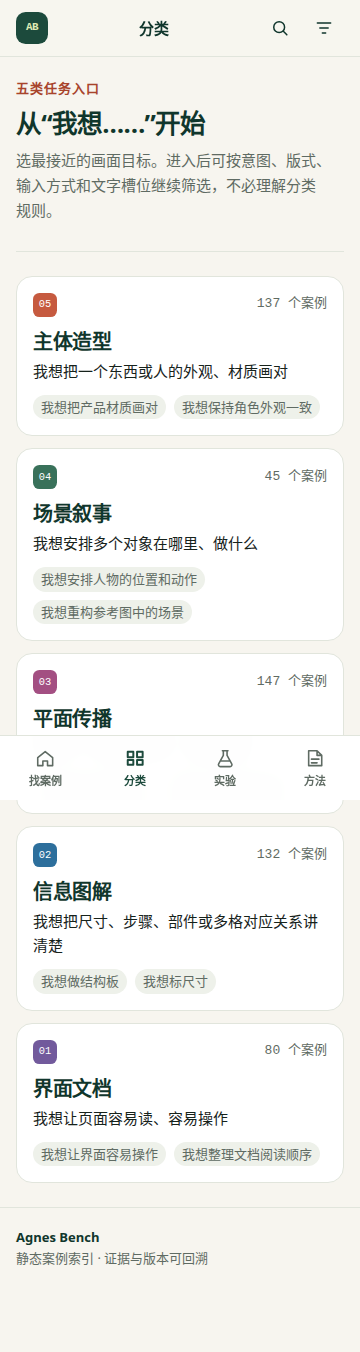 AB
分类
五类任务入口
从“我想……”开始
选最接近的画面目标。进入后可按意图、版式、
输入方式和文字槽位继续筛选，不必理解分类
规则。
05
137 个案例
主体造型
我想把一个东西或人的外观、材质画对
我想把产品材质画对
我想保持角色外观一致
04
45 个案例
场景叙事
我想安排多个对象在哪里、做什么
我想安排人物的位置和动作
我想重构参考图中的场景
03
147 个案例
平面传播
找案例
分类
实验
方法
02
132 个案例
信息图解
我想把尺寸、步骤、部件或多格对应关系讲
清楚
我想做结构板
我想标尺寸
01
80 个案例
界面文档
我想让页面容易读、容易操作
我想让界面容易操作
我想整理文档阅读顺序
Agnes Bench
静态案例索引 · 证据与版本可回溯